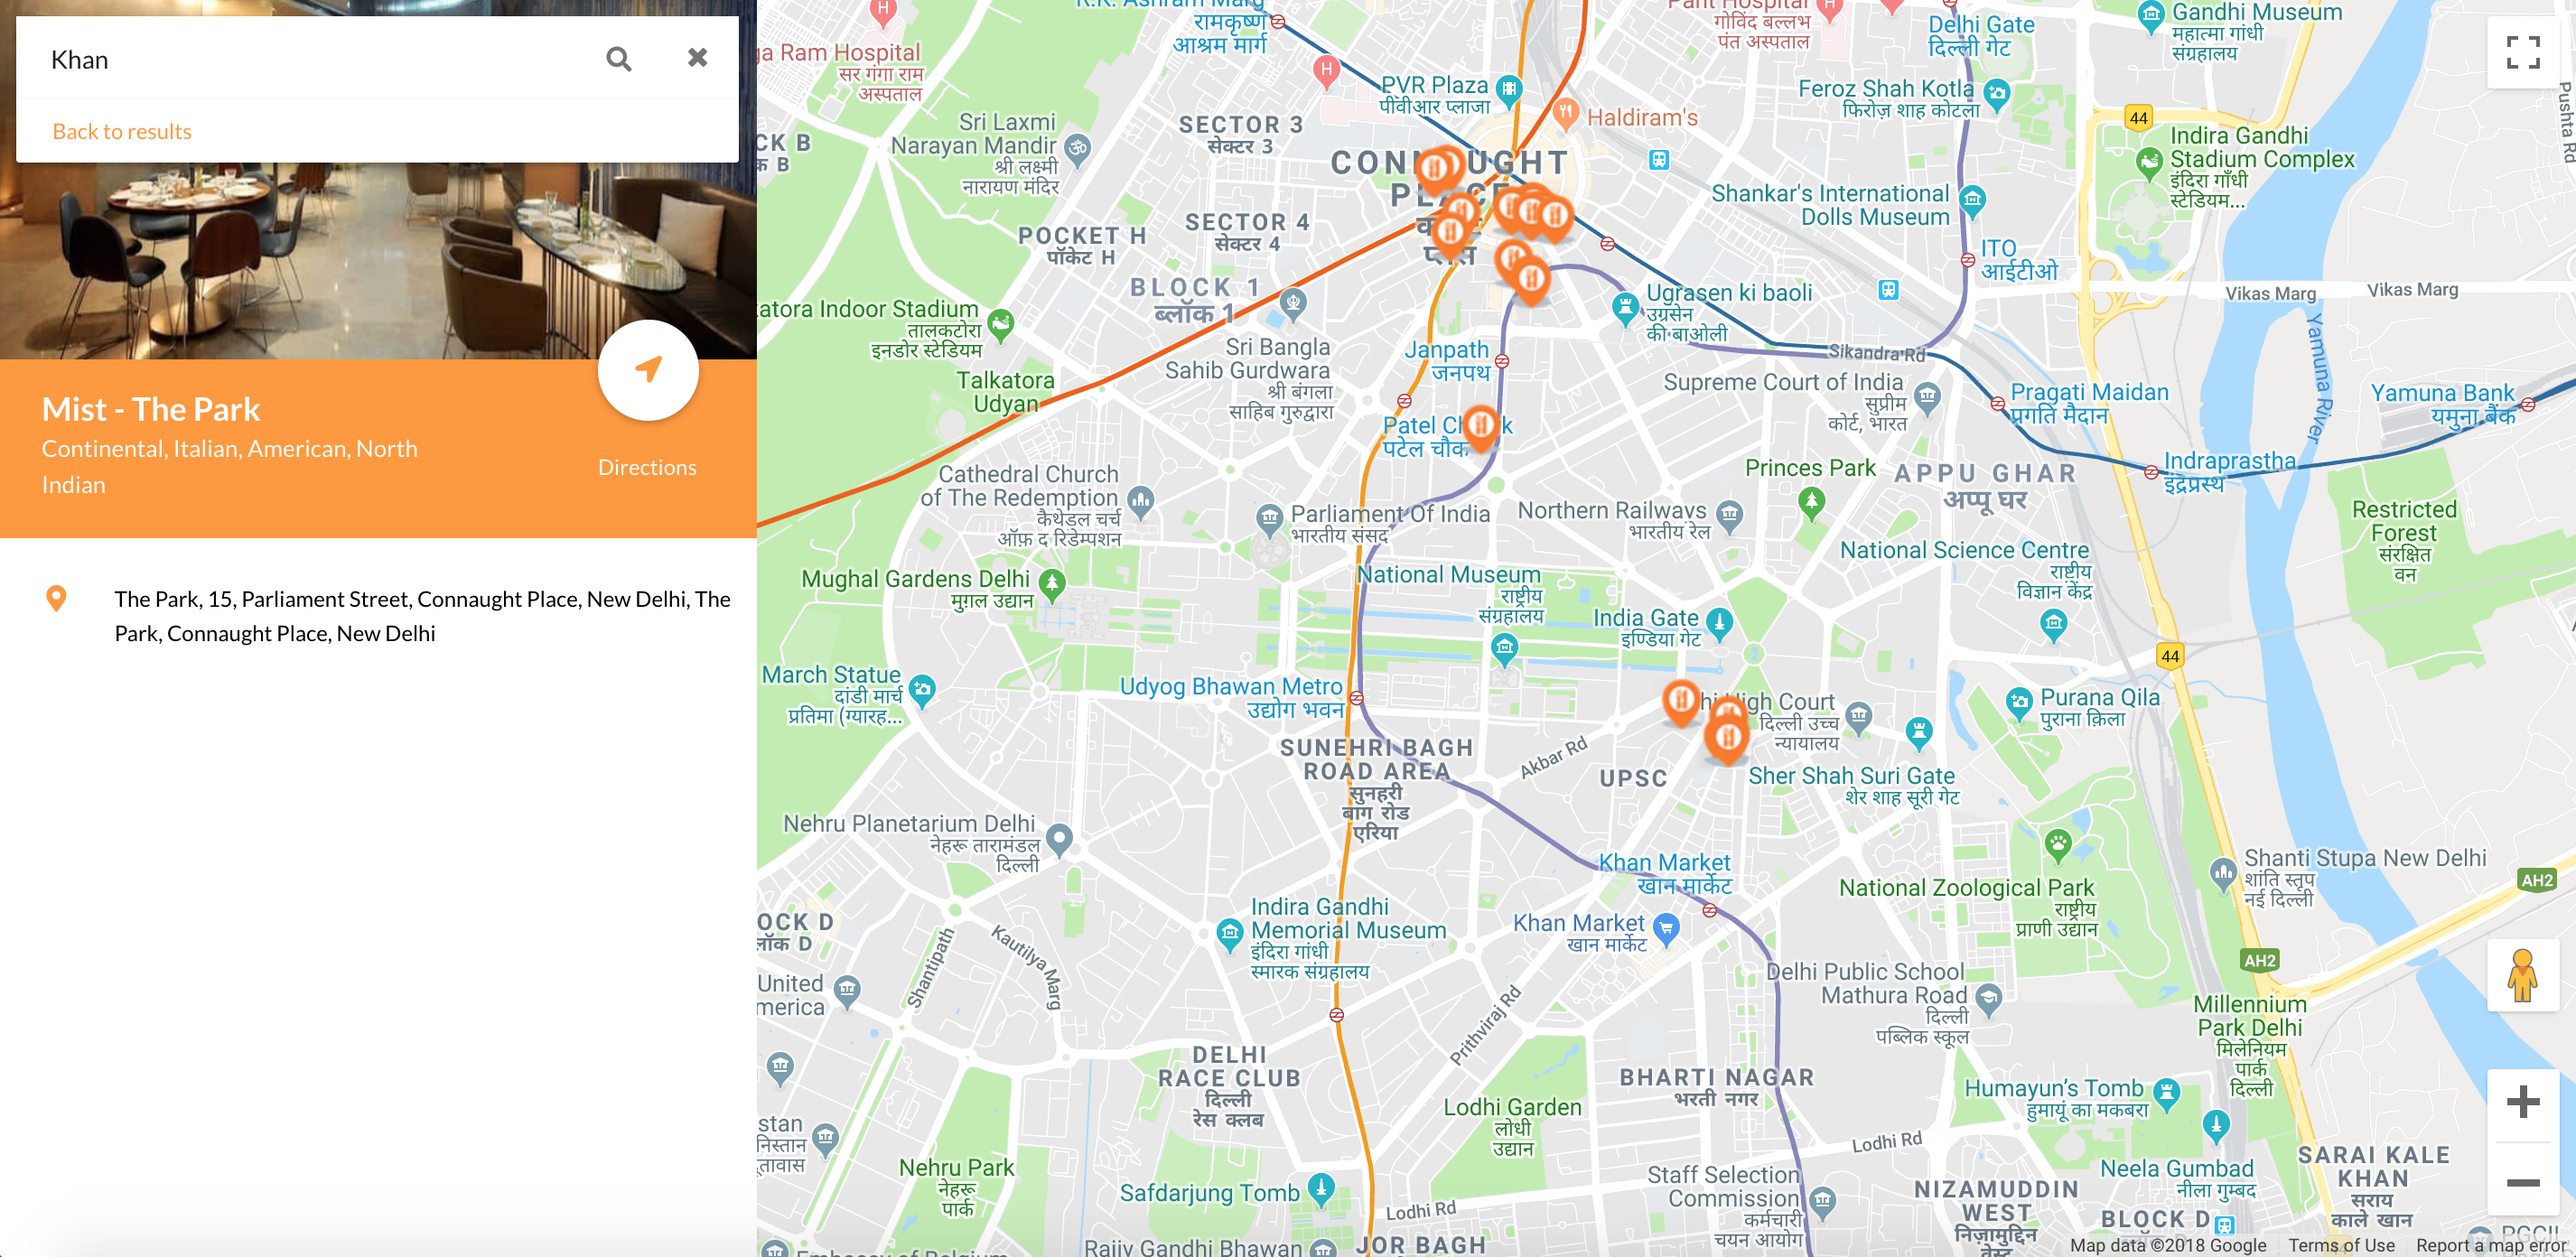 Khan
Back to results
Mist - The Park
Continental, Italian, American, North
Indian
Directions
The Park, 15, Parliament Street, Connaught Place, New Delhi, The
Park, Connaught Place, New Delhi
R.K. Ashram Marg
रामकृष्ण
आश्रम मार्ग
Ram Hospital
सर गंगा राम
अस्पताल
गोविंद बल्लभ
पंत अस्पताल
Delhi Gate
दिल्ली गेट
Gandhi Museum
महात्मा गांधी
संग्रहालय
PVR Plaza
पीवीआर प्लाजा
Haldiram's
Feroz Shah Kotla
फिरोज़ शाह कोटला
44
Indira Gandhi
Stadium Complex
इंदिरा गाँधी
स्टेडियम...
Pushta Rd
Sri Laxmi
Narayan Mandir
श्री लक्ष्मी
नारायण मंदिर
SECTOR 3
सेक्टर 3
CK B
क B
Shankar's International
Dolls Museum
SECTOR 4
सेक्टर 4
POCKET H
पॉकेट H
BLOCK 1
ब्लॉक 1
ITO
आईटीओ
Ugrasen ki baoli
उग्रसेन
की बाओली
Vikas Marg
Vikas Marg
Yamuna River
atora Indoor Stadium
तालकटोरा
इनडोर स्टेडियम
Sri Bangla
Sahib Gurdwara
श्री बंगला
साहिब गुरुद्वारा
Janpath
जनपथ
Sikandra Rd
Talkatora
Udyan
Supreme Court of India
सुप्रीम
कोर्ट, भारत
Pragati Maidan
प्रगति मैदान
Yamuna Bank
यमुना बैंक
Patel
पटेल चौक
Cathedral Church
of The Redemption
कैथेडल चर्च
ऑफ़ द रिडेम्पशन
Princes Park
APPU GHAR
अप्पू घर
Indraprastha
इंद्रप्रस्थ
Parliament Of India
भारतीय संसद
Northern Railways
भारतीय रेल
Restricted
Forest
संरक्षित
वन
National Science Centre
राष्ट्रीय
विज्ञान केंद्र
Mughal Gardens Delhi
मुग़ल उद्यान
National Museum
राष्ट्रीय
संग्रहालय
India Gate
इण्डिया गेट
44
March Statue
दांडी मार्च
प्रतिमा (ग्यारह...
Udyog Bhawan Metro
उद्योग भवन
High Court
दिल्ली उच्च
न्यायालय
Purana Qila
पुराना क़िला
SUNEHRI BAGH
ROAD AREA
सुनहरी
बाग रोड
एरिया
Akbar Rd
UPSC
Sher Shah Suri Gate
शेर शाह सूरी गेट
Nehru Planetarium Delhi
नेहरू तारामंडल
दिल्ली
Khan Market
खान मार्केट
National Zoological Park
राष्ट्रीय
प्राणी उद्यान
Shanti Stupa New Delhi
शांति स्तूप
नई दिल्ली
AH2
OCK D
लॉक D
Indira Gandhi
Memorial Museum
इंदिरा गांधी
स्मारक संग्रहालय
Khan Market
खान मार्केट
Shantipath
Kautilya Marg
AH2
United
merica
Delhi Public School
Mathura Road
दिल्ली
पब्लिक स्कूल
Prithviraj Rd
Millennium
Park Delhi
मिलेनियम
पार्क
दिल्ली
DELHI
RACE CLUB
दिल्ली
रेस क्लब
BHARTI NAGAR
भरती नगर
Humayun's Tomb
हुमायूं का मकबरा
Lodhi Garden
लोधी
उद्यान
stan
निस्तान
तावास
Lodhi Rd
Nehru Park
नेहरू
पार्क
Safdarjung Tomb
Staff Selection
Commission
कर्मचारी
चयन आयोग
Neela Gumbad
नीला गुम्बद
SARAI KALE
KHAN
सराय
काले खान
NIZAMUDDIN
WEST
निज़ामुद्दिन
वेस्ट
BLOCK D
Lodhi Rd
Rajiv Gandhi Bhawan
JOR BAGH
Embassy of Belgium
Map data ©2018 Google
Terms of Use
Report a map error